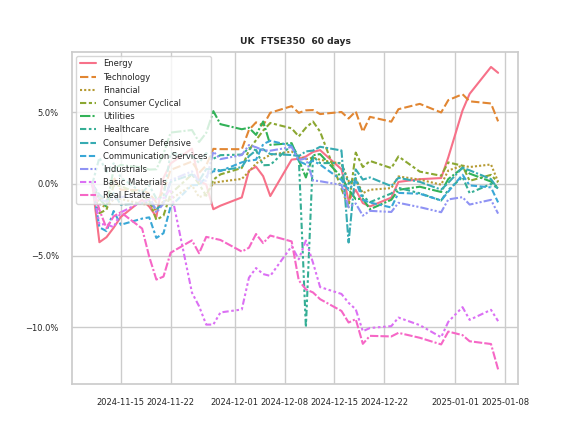 UK  FTSE350  60 days
Energy
Technology
Financial
Consumer Cyclical
Utilities
Healthcare
Consumer Defensive
Communication Services
Industrials
Basic Materials
Real Estate
5.0%
0.0%
−5.0%
−10.0%
2024-11-15 2024-11-22 2024-12-01 2024-12-08 2024-12-15 2024-12-22 2025-01-01 2025-01-08